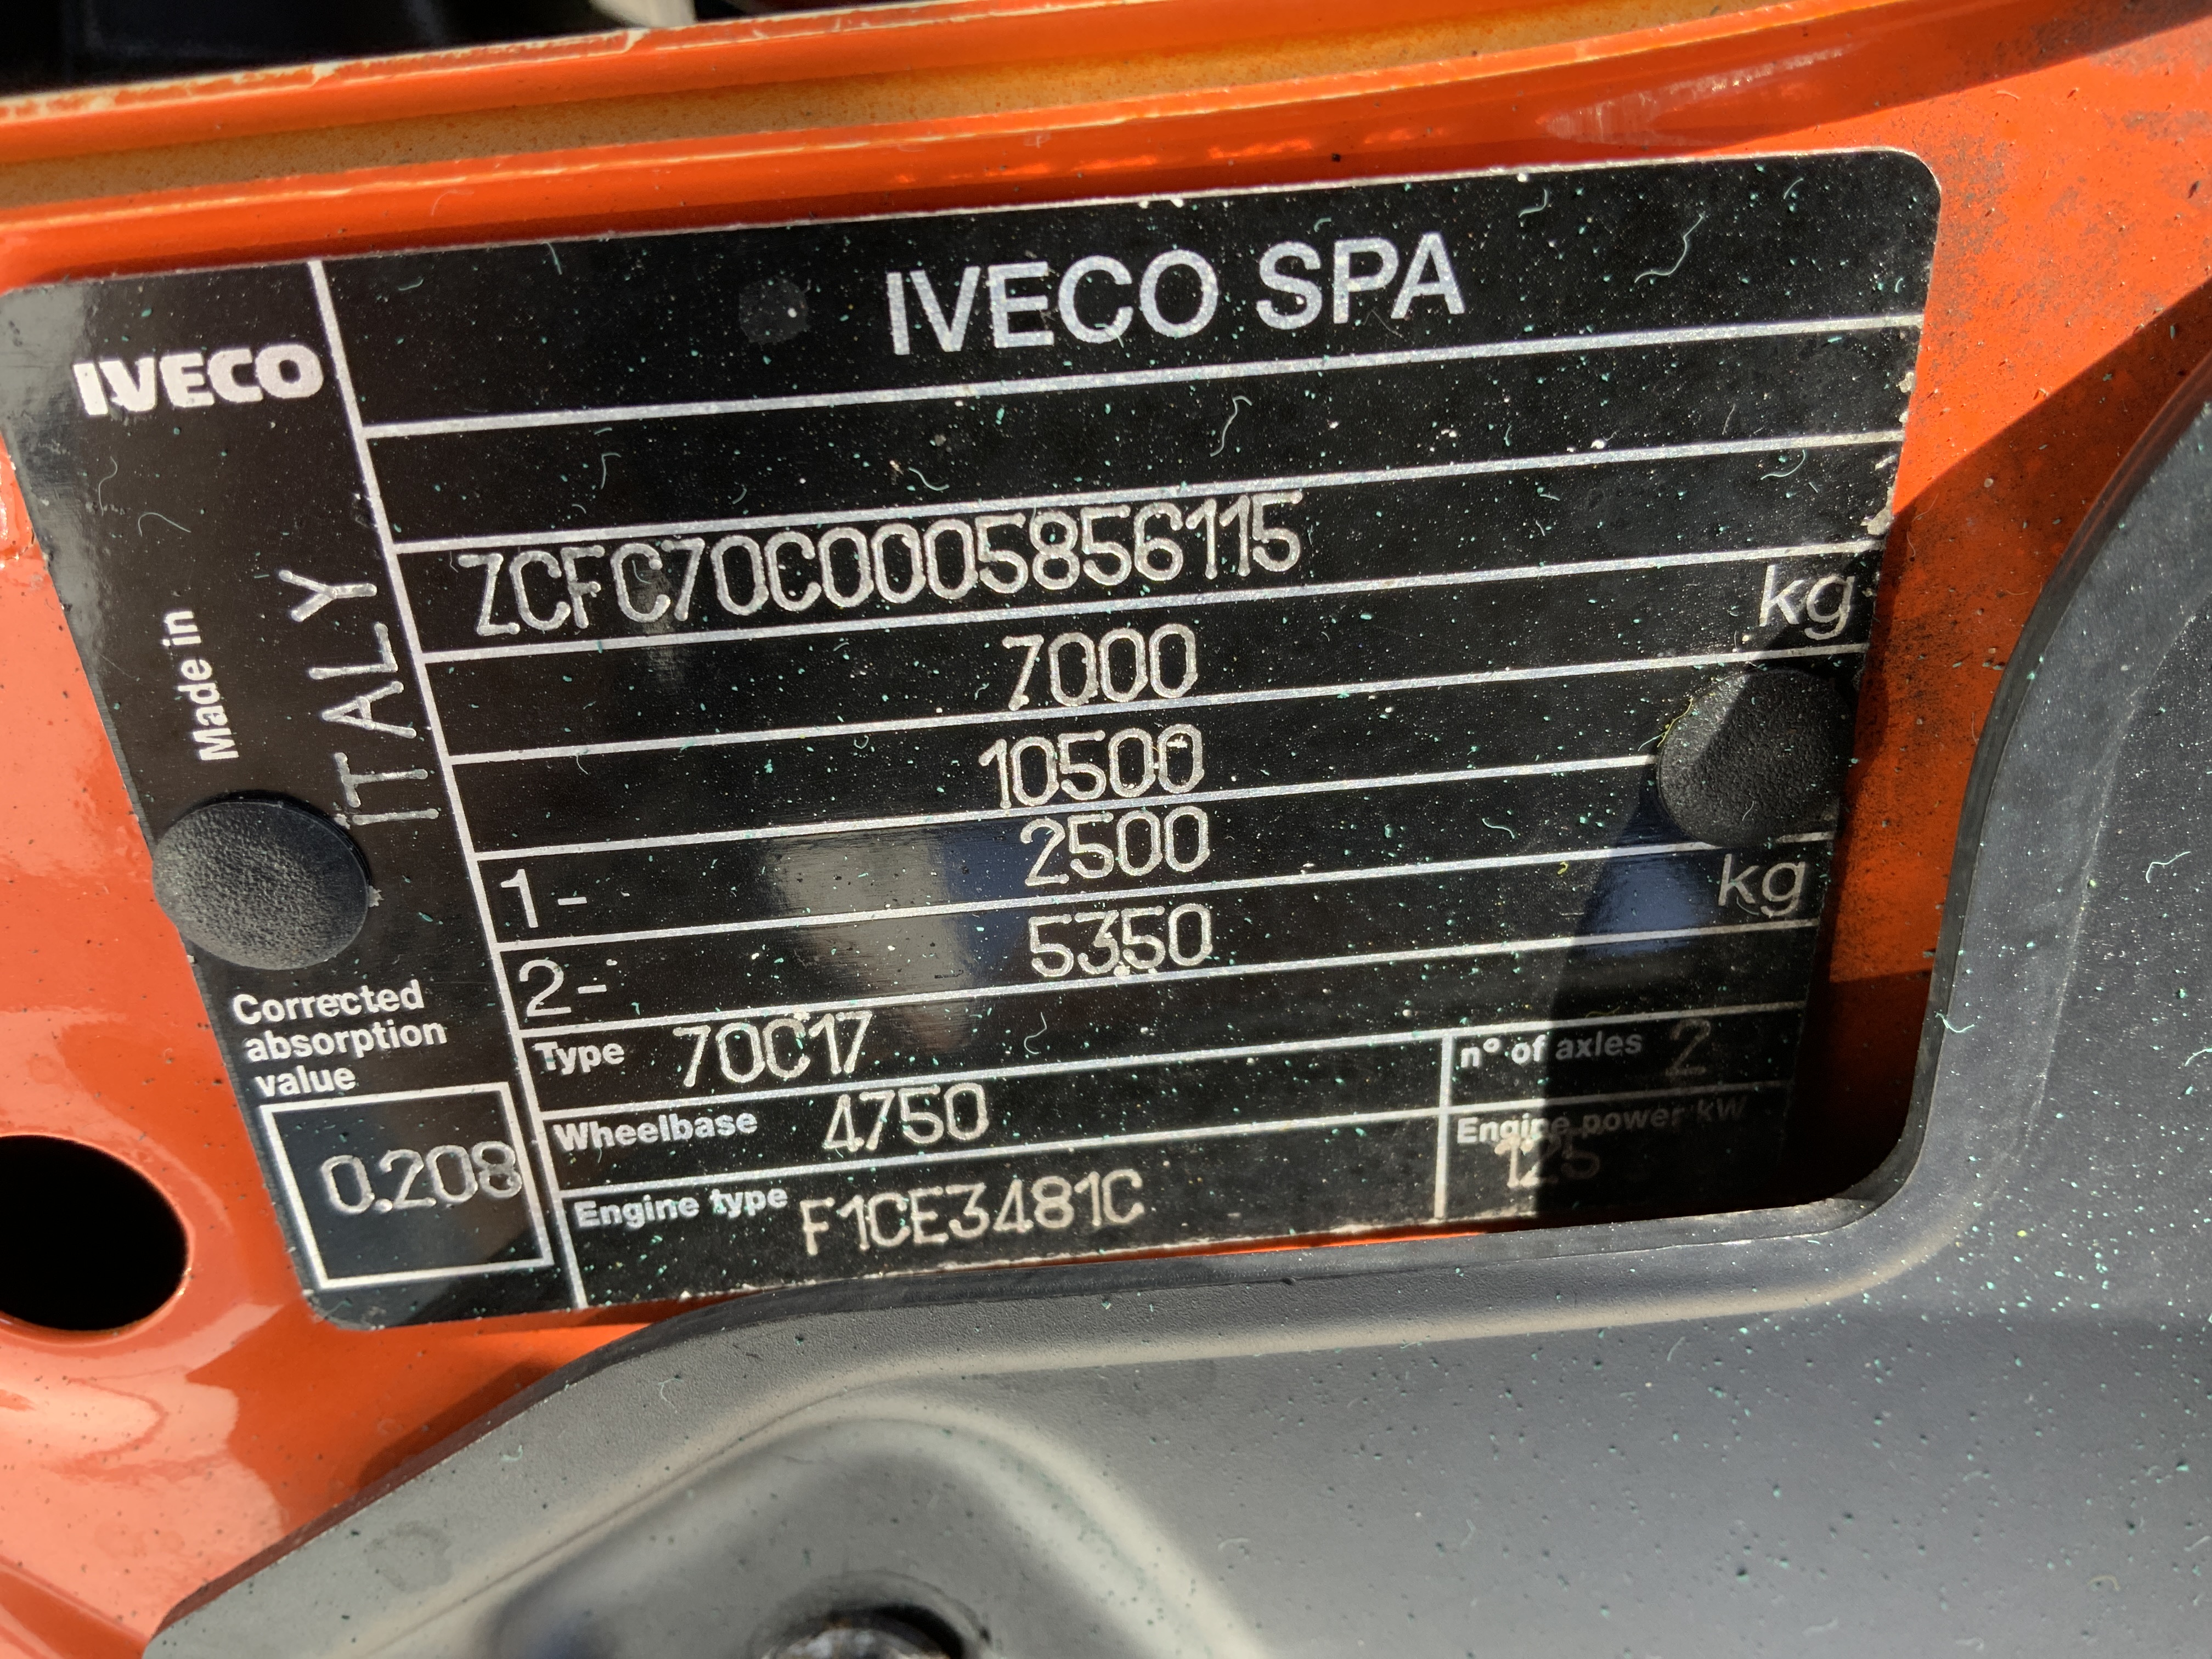 IVECO SPA
IVECO
ZCFC70C0005856115
7000 kg
10500
1- 2500
2- 5350 kg
Made in ITALY
Corrected
absorption
value
0.208
Type 70C17
n° of axles 2
Wheelbase 4750
Engine power kW
125
Engine type F1CE3481C